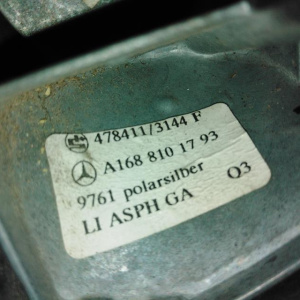 478411/3144 F
A168 810 17 93
9761 polarsilber 03
LI ASPH GA